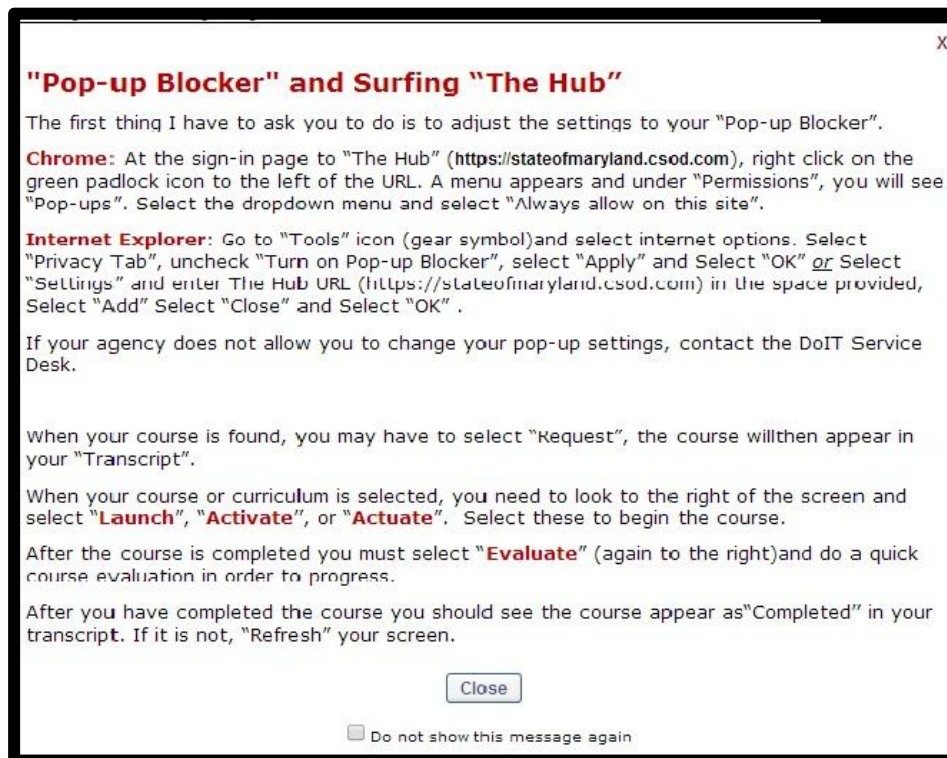 X
"Pop-up Blocker" and Surfing “The Hub”
The first thing I have to ask you to do is to adjust the settings to your “Pop-up Blocker”.
Chrome: At the sign-in page to “The Hub” (https://stateofmaryland.csod.com), right click on the
green padlock icon to the left of the URL. A menu appears and under “Permissions”, you will see
“Pop-ups”. Select the dropdown menu and select “Always allow on this site”.
Internet Explorer: Go to “Tools” icon (gear symbol)and select internet options. Select
“Privacy Tab”, uncheck “Turn on Pop-up Blocker”, select “Apply” and Select “OK” or Select
“Settings” and enter The Hub URL (https://stateofmaryland.csod.com) in the space provided,
Select “Add” Select “Close” and Select “OK” .
If your agency does not allow you to change your pop-up settings, contact the DoIT Service
Desk.
When your course is found, you may have to select “Request”, the course willthen appear in
your “Transcript”.
When your course or curriculum is selected, you need to look to the right of the screen and
select “Launch”, “Activate”, or “Actuate”. Select these to begin the course.
After the course is completed you must select “Evaluate” (again to the right)and do a quick
course evaluation in order to progress.
After you have completed the course you should see the course appear as“Completed” in your
transcript. If it is not, “Refresh” your screen.
Close
Do not show this message again